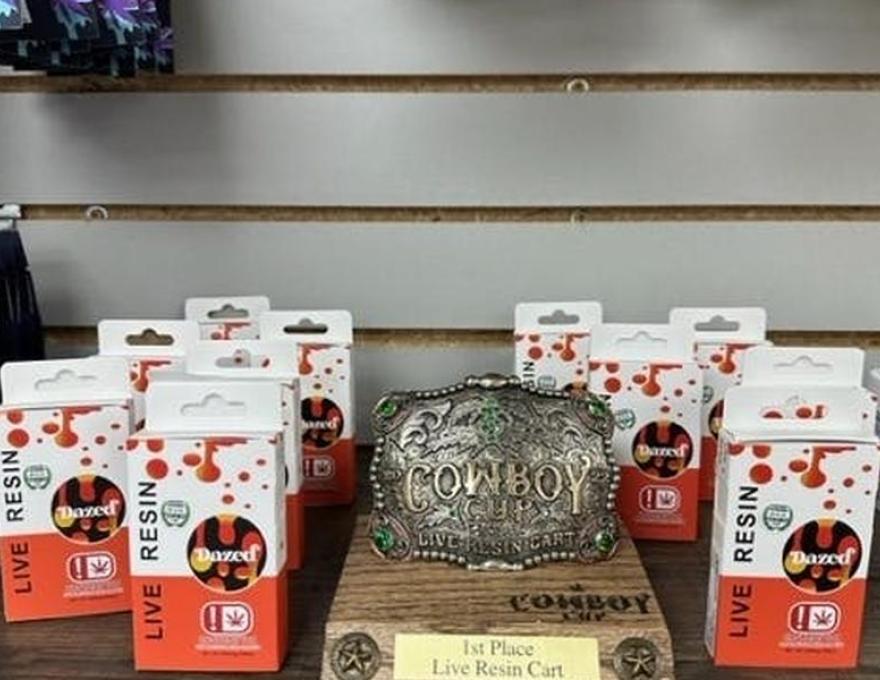 LIVE RESIN
Dazed
LIVE RESIN
Dazed
Dazed
COWBOY
CUP
LIVE RESIN CART
COWBOY
CUP
1st Place
Live Resin Cart
Dazed
LIVE RESIN
Dazed